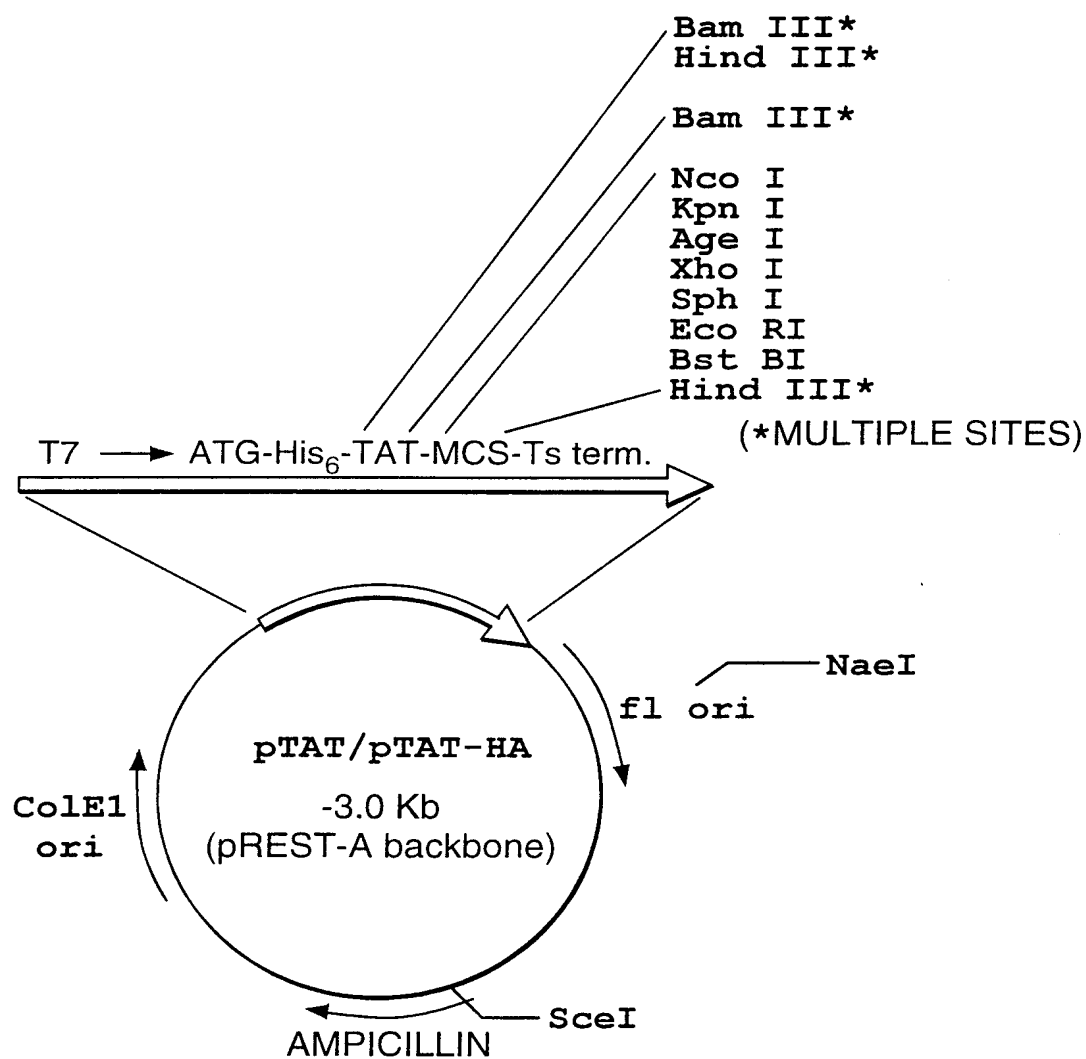 Bam III*
Hind III*
Bam III*
Nco I
Kpn I
Age I
Xho I
Sph I
Eco RI
Bst BI
Hind III*
(*MULTIPLE SITES)
T7 → ATG-His₆-TAT-MCS-Ts term.
NaeI
fl ori
pTAT/pTAT-HA
-3.0 Kb
(pREST-A backbone)
ColE1
ori
SceI
AMPICILLIN